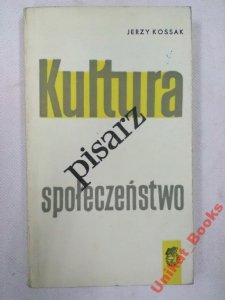 JERZY KOSSAK
Kultura
pisarz
społeczeństwo
Unikat Books